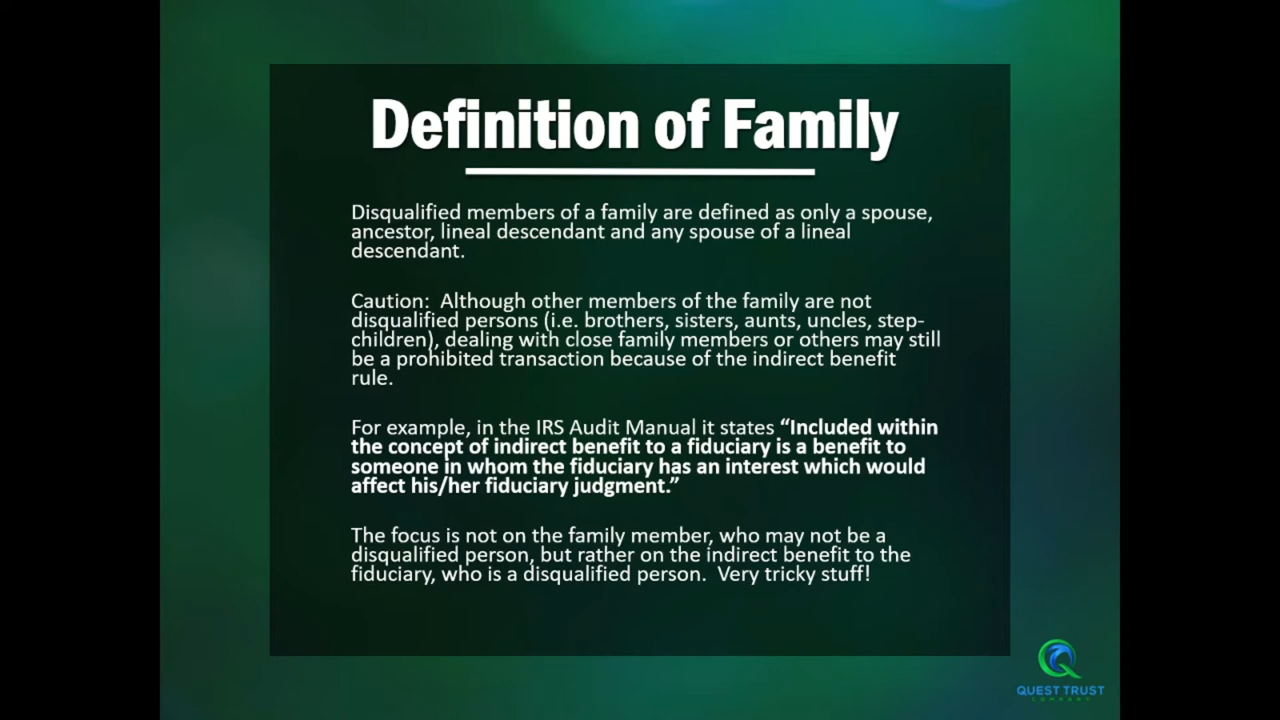 Definition of Family
Disqualified members of a family are defined as only a spouse,
ancestor, lineal descendant and any spouse of a lineal
descendant.
Caution:  Although other members of the family are not
disqualified persons (i.e. brothers, sisters, aunts, uncles, step-
children), dealing with close family members or others may still
be a prohibited transaction because of the indirect benefit
rule.
For example, in the IRS Audit Manual it states “Included within
the concept of indirect benefit to a fiduciary is a benefit to
someone in whom the fiduciary has an interest which would
affect his/her fiduciary judgment.”
The focus is not on the family member, who may not be a
disqualified person, but rather on the indirect benefit to the
fiduciary, who is a disqualified person.  Very tricky stuff!
QUEST TRUST
COMPANY